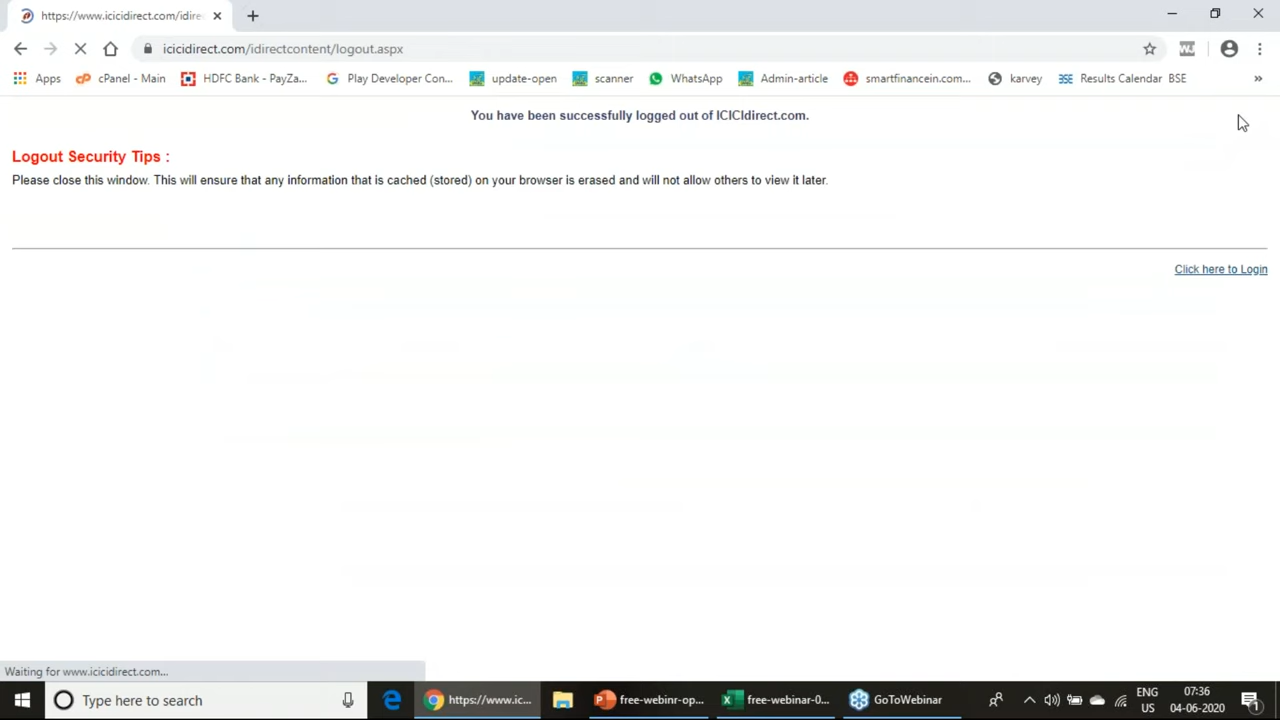 https://www.icicidirect.com/idire
icicidirect.com/idirectcontent/logout.aspx
Apps cPanel - Main HDFC Bank - PayZa... Play Developer Con... update-open scanner WhatsApp Admin-article smartfinancein.com... karvey Results Calendar BSE »
You have been successfully logged out of ICICIdirect.com.
Logout Security Tips :
Please close this window. This will ensure that any information that is cached (stored) on your browser is erased and will not allow others to view it later.
Click here to Login
Waiting for www.icicidirect.com...
Type here to search https://www.ic... free-webinr-op... free-webinar-0... GoToWebinar
ENG
US
07:36
04-06-2020
1